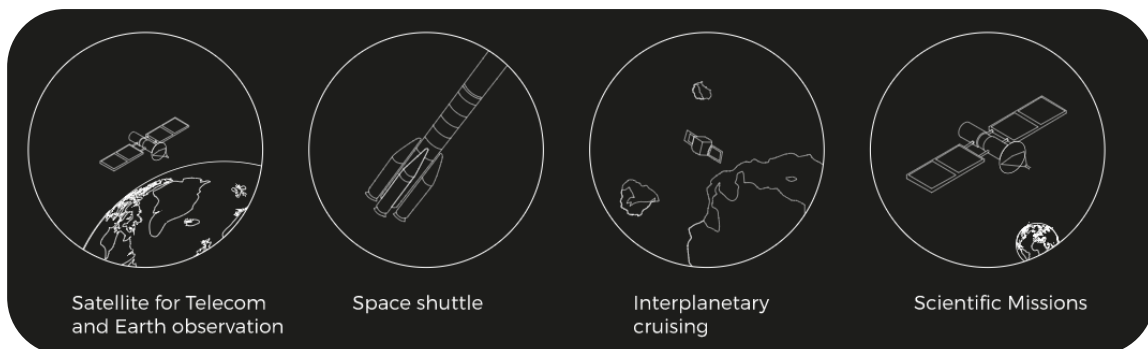 Satellite for Telecom
and Earth observation
Space shuttle
Interplanetary
cruising
Scientific Missions